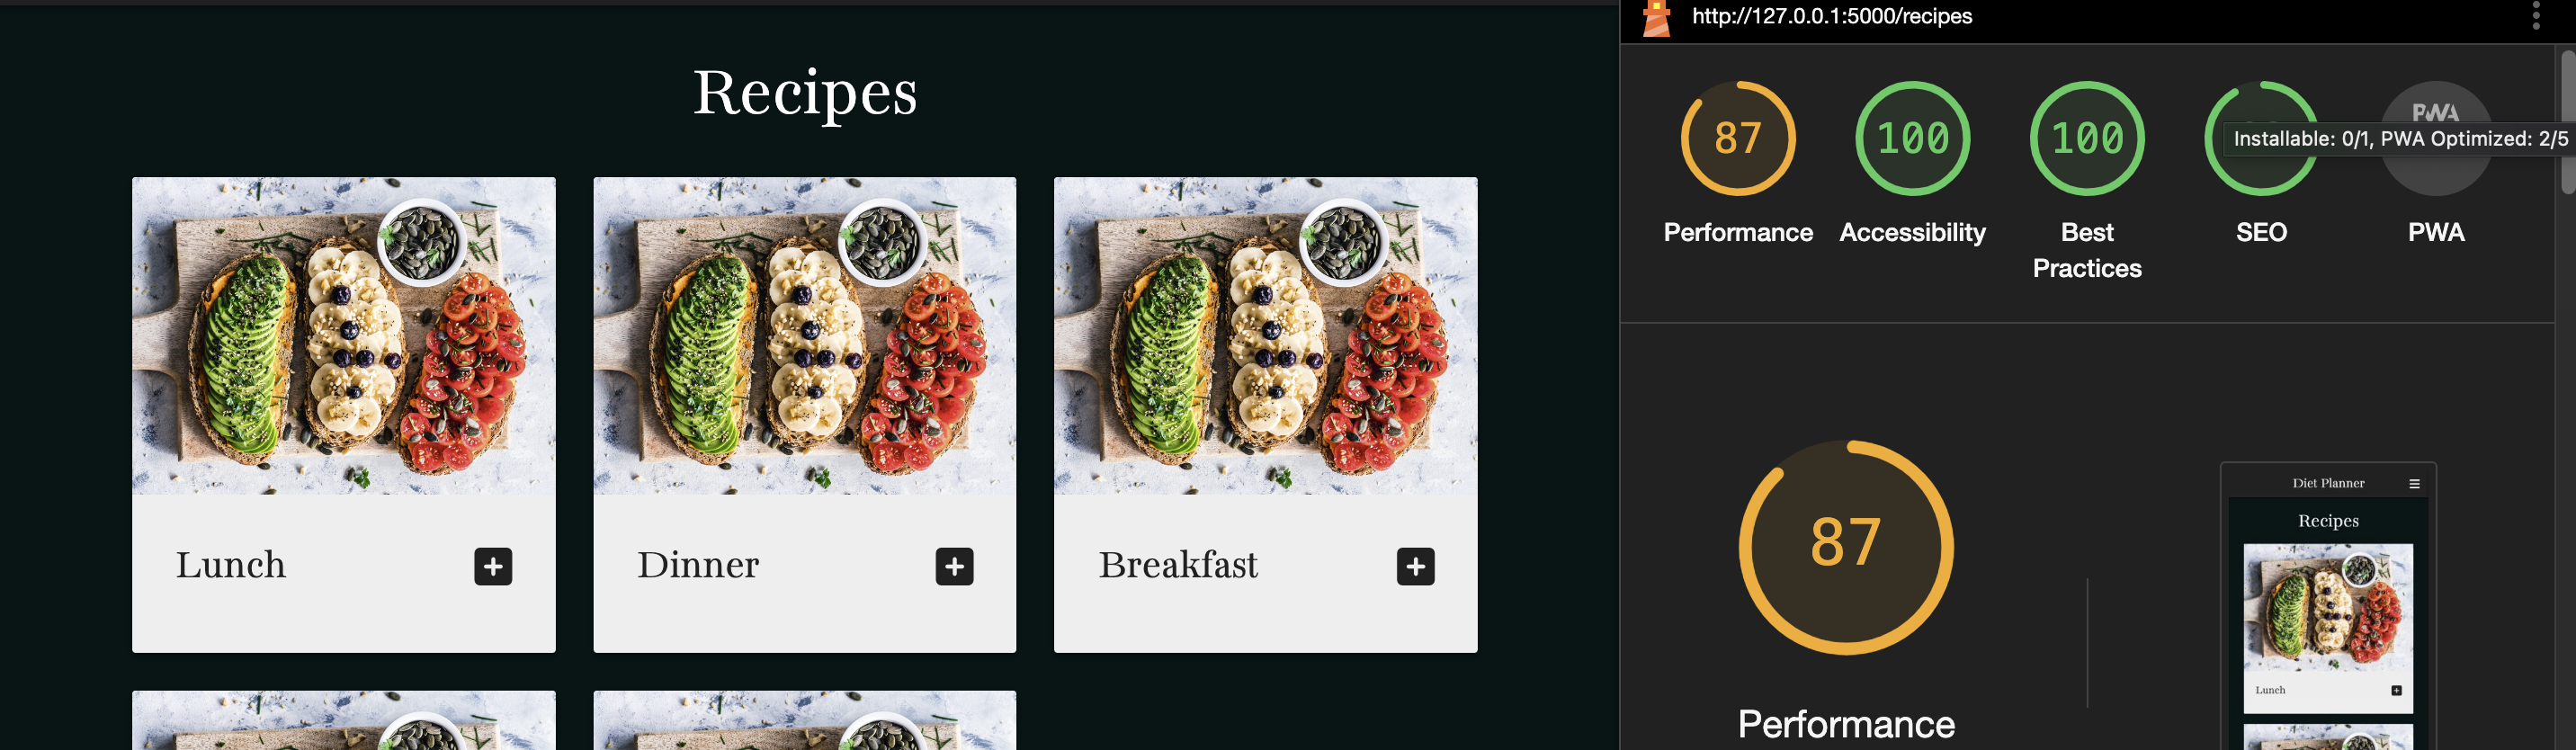 Recipes
Lunch
Dinner
Breakfast
http://127.0.0.1:5000/recipes
87
100
100
PWA
Installable: 0/1, PWA Optimized: 2/5
Performance
Accessibility
Best
Practices
SEO
PWA
87
Performance
Diet Planner
Recipes
Lunch